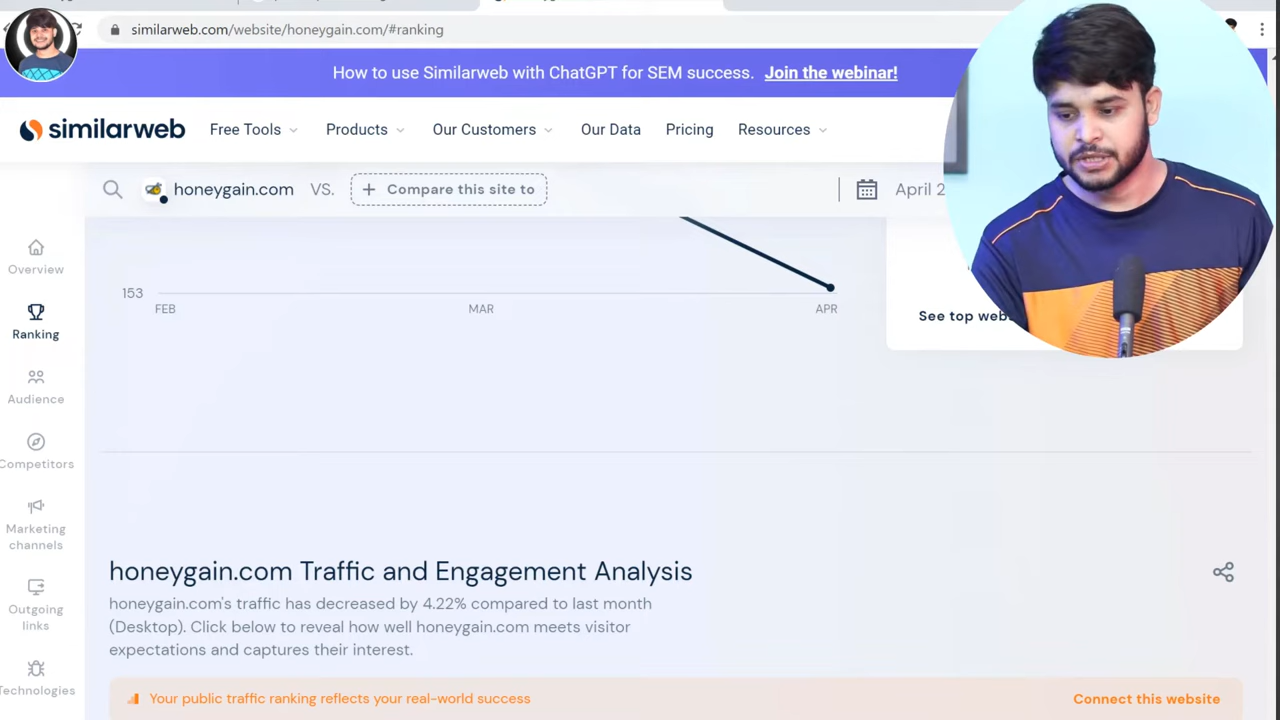 similarweb.com/website/honeygain.com/#ranking
How to use Similarweb with ChatGPT for SEM success. Join the webinar!
similarweb
Free Tools
Products
Our Customers
Our Data
Pricing
Resources
honeygain.com
VS.
+ Compare this site to
April 2
Overview
Ranking
Audience
Competitors
Marketing
channels
Outgoing
links
Technologies
153
FEB
MAR
APR
See top web
honeygain.com Traffic and Engagement Analysis
honeygain.com's traffic has decreased by 4.22% compared to last month
(Desktop). Click below to reveal how well honeygain.com meets visitor
expectations and captures their interest.
Your public traffic ranking reflects your real-world success
Connect this website